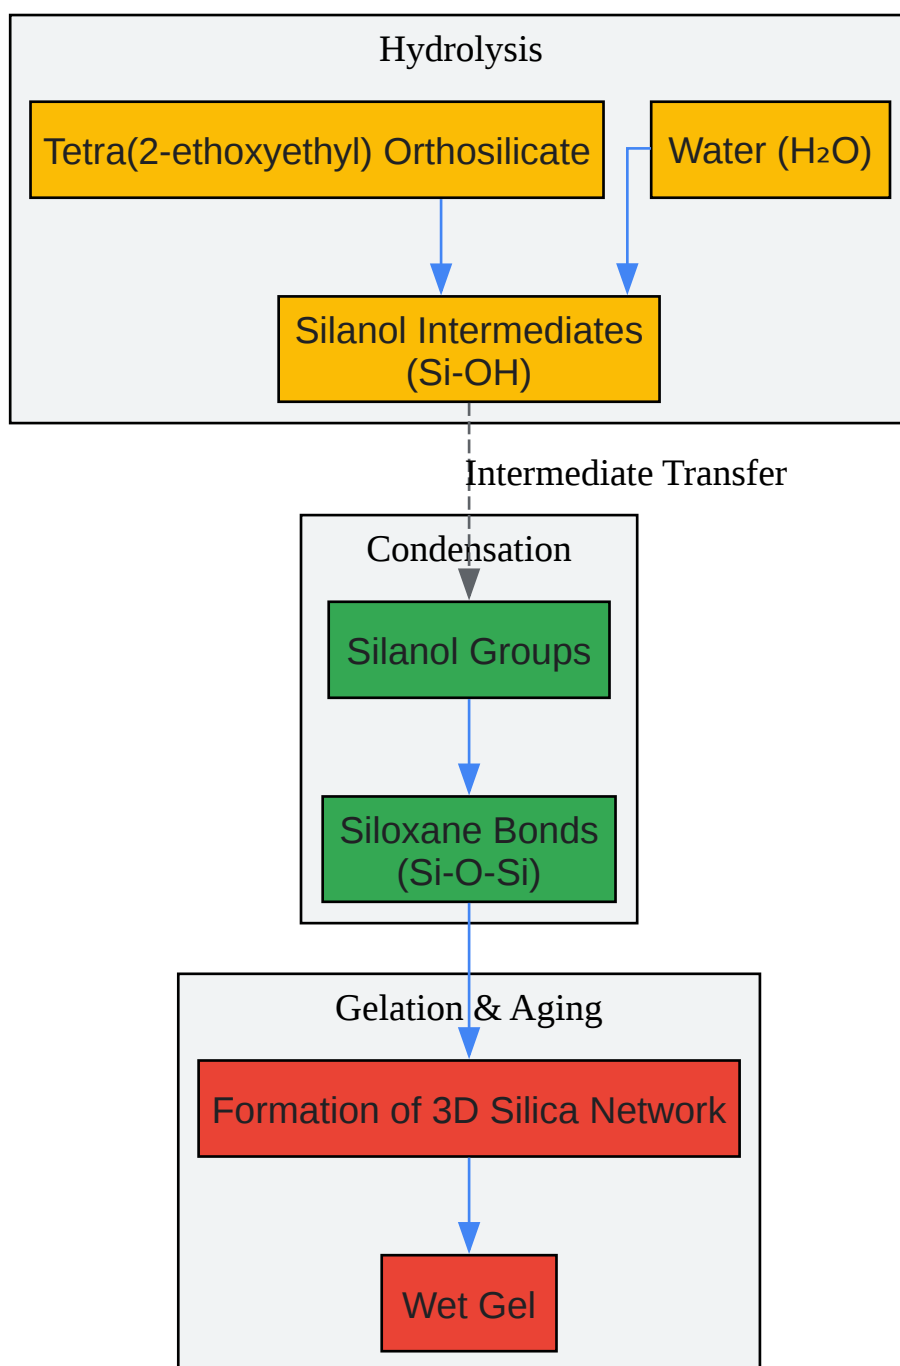 Hydrolysis
Tetra(2-ethoxyethyl) Orthosilicate
Water (H₂O)
Silanol Intermediates
(Si-OH)
Intermediate Transfer
Condensation
Silanol Groups
Siloxane Bonds
(Si-O-Si)
Gelation & Aging
Formation of 3D Silica Network
Wet Gel